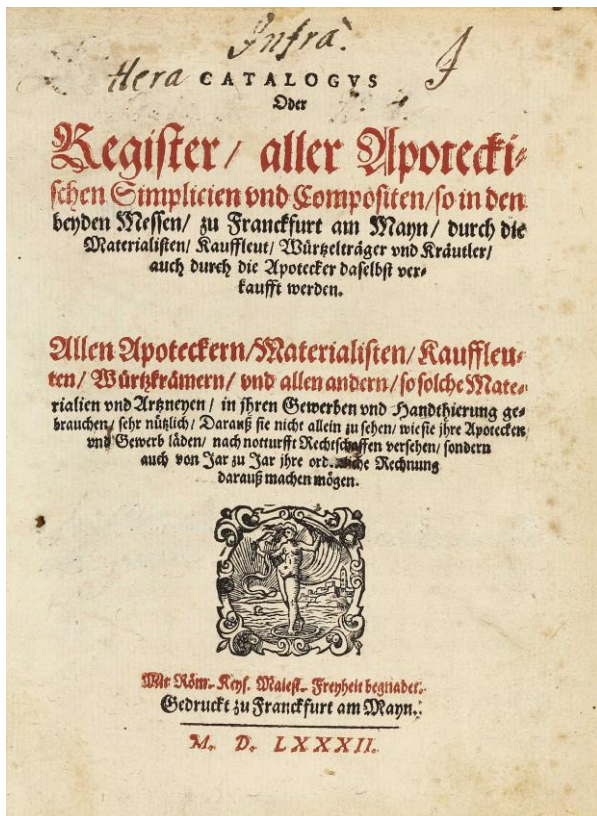 Infra.
Hera CATALOGVS
Oder
Regiſter/ aller Apotecki⸗
ſchen Simplicien vnd Compoſiten/ſo in den
beyden Meſſen/ zu Franckfurt am Mayn/ durch die
Materialiſten/ Kauffleut/ Würtzelträger vnd Kräutler/
auch durch die Apotecker daſelbſt ver⸗
kaufft werden.
Allen Apoteckern/Materialiſten/ Kauffleu⸗
ten/ Würtzkrämern/ vnd allen andern/ſo ſolche Mate⸗
rialien vnd Artzneyen/ in jhren Gewerben vnd Handthierung ge⸗
brauchen/ ſehr nützlich/ Darauß ſie nicht allein zu ſehen/ wie ſie jhre Apotecken
vnd Gewerb läden/ nach notturfft Rechtſchaffen verſehen/ ſondern
auch von Jar zu Jar jhre Rechnung
darauß machen mögen.
Mit Röm. Keyſ. Maieſt. Freyheit begnadet.
Gedruckt zu Franckfurt am Mayn.
M. D. LXXXII.